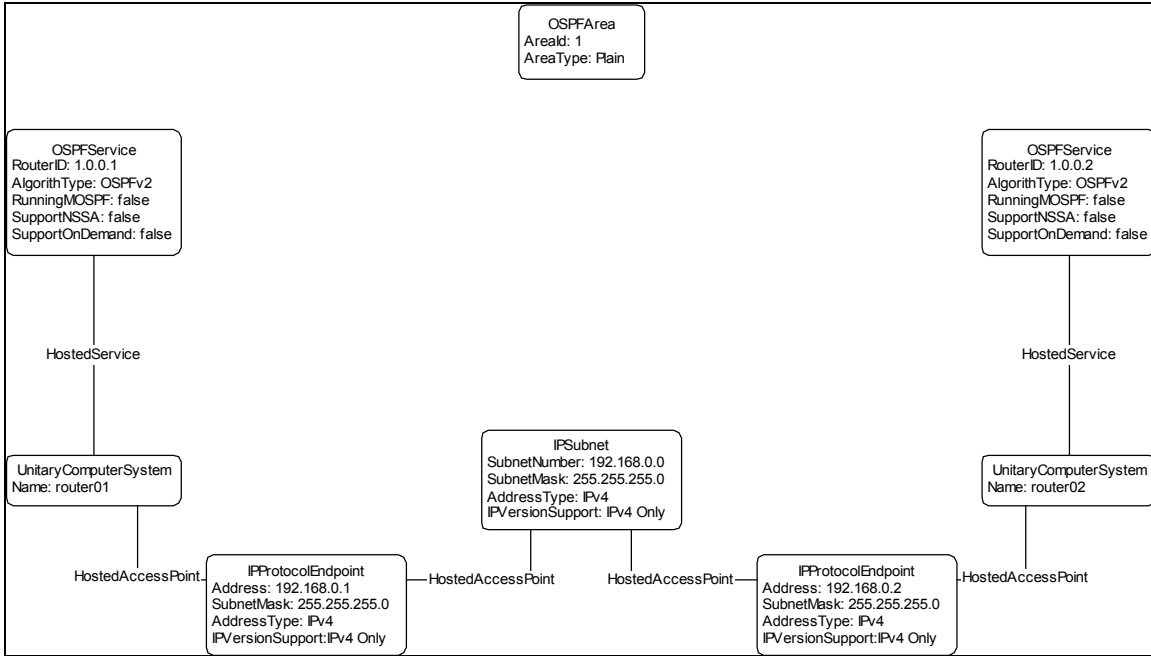 OSPFArea
AreaId: 1
AreaType: Plain
OSPFService
RouterID: 1.0.0.1
AlgorithType: OSPFv2
RunningMOSPF: false
SupportNSSA: false
SupportOnDemand: false
OSPFService
RouterID: 1.0.0.2
AlgorithType: OSPFv2
RunningMOSPF: false
SupportNSSA: false
SupportOnDemand: false
HostedService
HostedService
UnitaryComputerSystem
Name: router01
IPSubnet
SubnetNumber: 192.168.0.0
SubnetMask: 255.255.255.0
AddressType: IPv4
IPVersionSupport: IPv4 Only
UnitaryComputerSystem
Name: router02
HostedAccessPoint
IPProtocolEndpoint
Address: 192.168.0.1
SubnetMask: 255.255.255.0
AddressType: IPv4
IPVersionSupport:IPv4 Only
HostedAccessPoint
HostedAccessPoint
IPProtocolEndpoint
Address: 192.168.0.2
SubnetMask: 255.255.255.0
AddressType: IPv4
IPVersionSupport:IPv4 Only
HostedAccessPoint